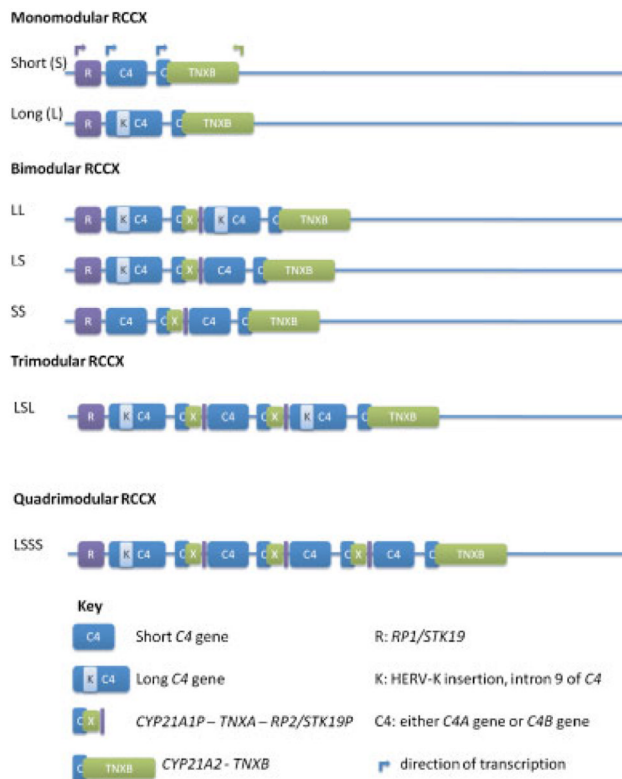 Monomodular RCCX
Short (S) R C4 C TNXB
Long (L) R K C4 C TNXB
Bimodular RCCX
LL R K C4 C X K C4 C TNXB
LS R K C4 C X C4 C TNXB
SS R C4 C X C4 C TNXB
Trimodular RCCX
LSL R K C4 C X C4 C X K C4 C TNXB
Quadrimodular RCCX
LSSS R K C4 C X C4 C X C4 C X C4 C TNXB
Key
C4 Short C4 gene R: RP1/STK19
K C4 Long C4 gene K: HERV-K insertion, intron 9 of C4
C X CYP21A1P – TNXA – RP2/STK19P C4: either C4A gene or C4B gene
C TNXB CYP21A2 - TNXB direction of transcription